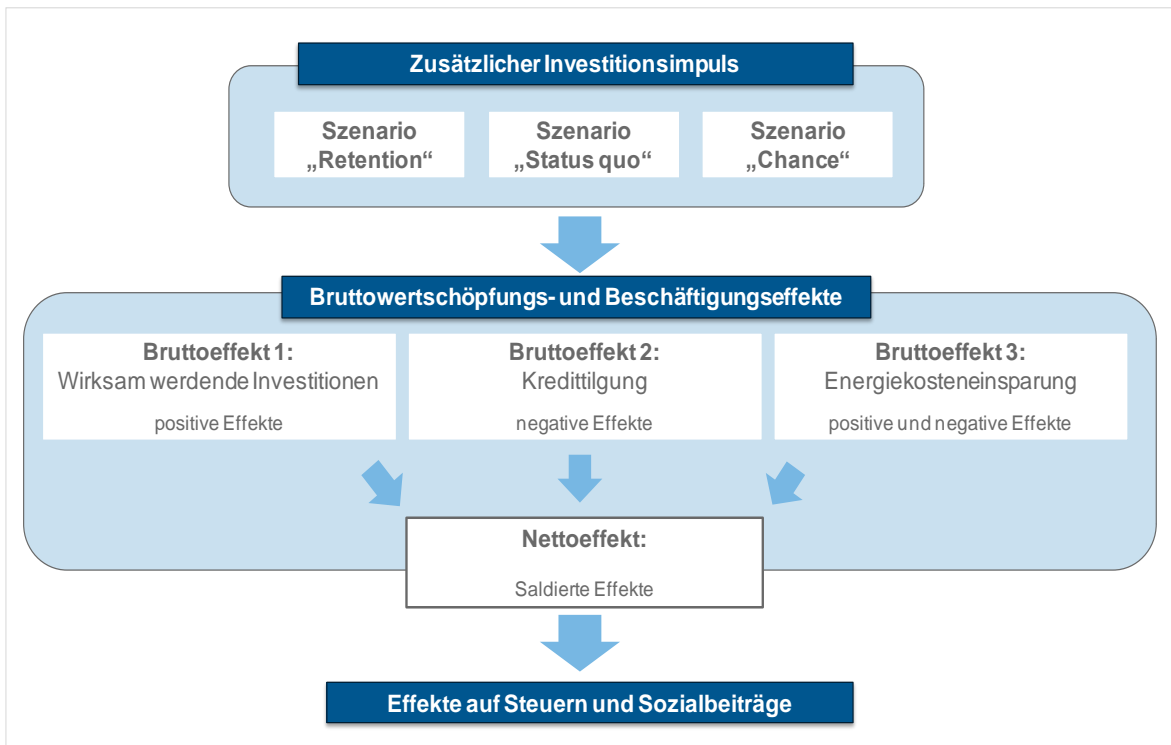 Zusätzlicher Investitionsimpuls
Szenario
„Retention“
Szenario
„Status quo“
Szenario
„Chance“
Bruttowertschöpfungs- und Beschäftigungseffekte
Bruttoeffekt 1:
Wirksam werdende Investitionen
positive Effekte
Bruttoeffekt 2:
Kredittilgung
negative Effekte
Bruttoeffekt 3:
Energiekosteneinsparung
positive und negative Effekte
Nettoeffekt:
Saldierte Effekte
Effekte auf Steuern und Sozialbeiträge